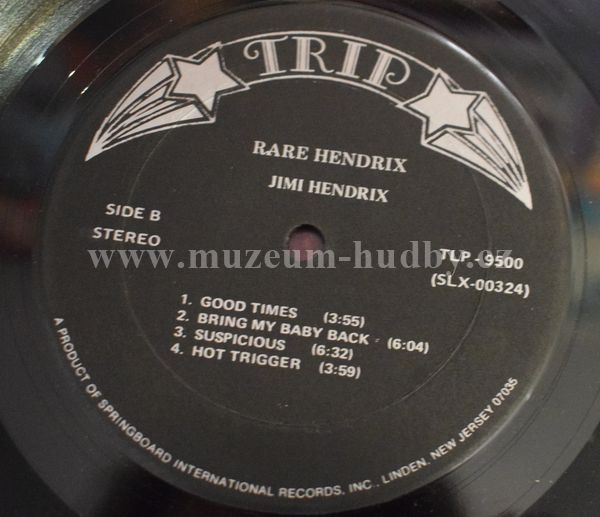 TRIP
RARE HENDRIX
JIMI HENDRIX
SIDE B
STEREO
TLP-9500
(SLX-00324)
www.muzeum-hudby.cz
1. GOOD TIMES (3:55)
2. BRING MY BABY BACK (6:04)
3. SUSPICIOUS (6:32)
4. HOT TRIGGER (3:59)
A PRODUCT OF SPRINGBOARD INTERNATIONAL RECORDS, INC., LINDEN, NEW JERSEY 07035